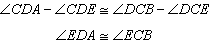 ∠CDA − ∠CDE ≅ ∠DCB − ∠DCE
∠EDA ≅ ∠ECB